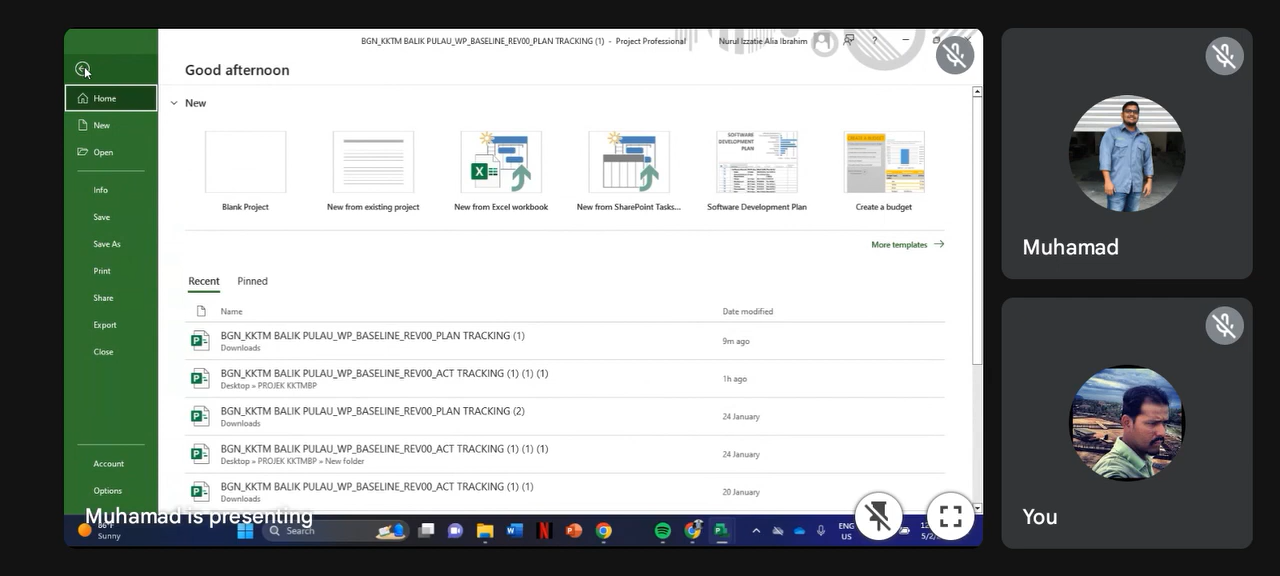 BGN_KKTM BALIK PULAU_WP_BASELINE_REV00_PLAN TRACKING (1) - Project Professional
Nurul Izzatie Alia Ibrahim
?
Good afternoon
Home
New
Open
Info
Save
Save As
Print
Share
Export
Close
Account
Options
New
Blank Project
New from existing project
New from Excel workbook
New from SharePoint Tasks...
SOFTWARE DEVELOPMENT PLAN
Software Development Plan
CREATE A BUDGET
Create a budget
More templates
Recent
Pinned
Name
Date modified
BGN_KKTM BALIK PULAU_WP_BASELINE_REV00_PLAN TRACKING (1)
Downloads
9m ago
BGN_KKTM BALIK PULAU_WP_BASELINE_REV00_ACT TRACKING (1) (1) (1)
Desktop » PROJEK KKTMBP
1h ago
BGN_KKTM BALIK PULAU_WP_BASELINE_REV00_PLAN TRACKING (2)
Downloads
24 January
BGN_KKTM BALIK PULAU_WP_BASELINE_REV00_ACT TRACKING (1) (1) (1)
Desktop » PROJEK KKTMBP » New folder
24 January
BGN_KKTM BALIK PULAU_WP_BASELINE_REV00_ACT TRACKING (1) (1)
Downloads
20 January
Muhamad is presenting
Sunny
Search
ENG
US
Muhamad
You